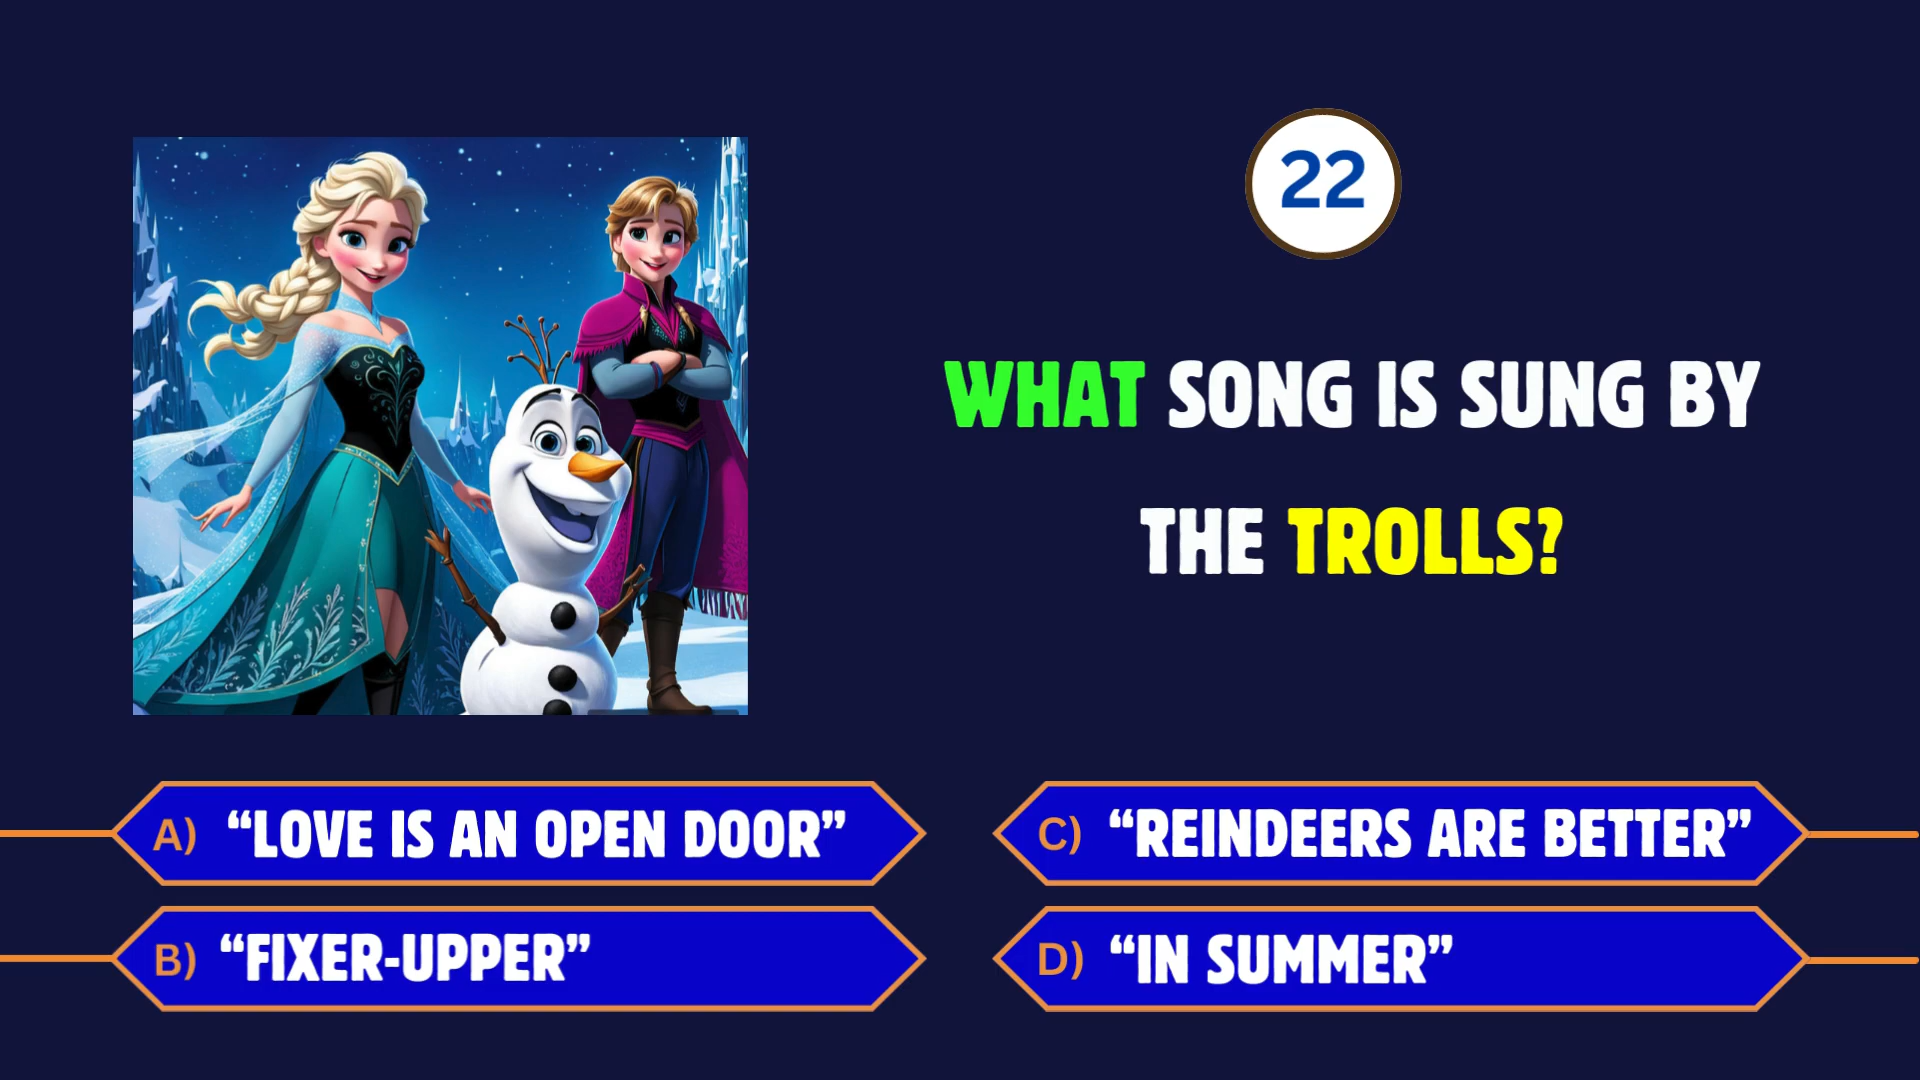 22
WHAT SONG IS SUNG BY
THE TROLLS?
A) “LOVE IS AN OPEN DOOR”
C) “REINDEERS ARE BETTER”
B) “FIXER-UPPER”
D) “IN SUMMER”